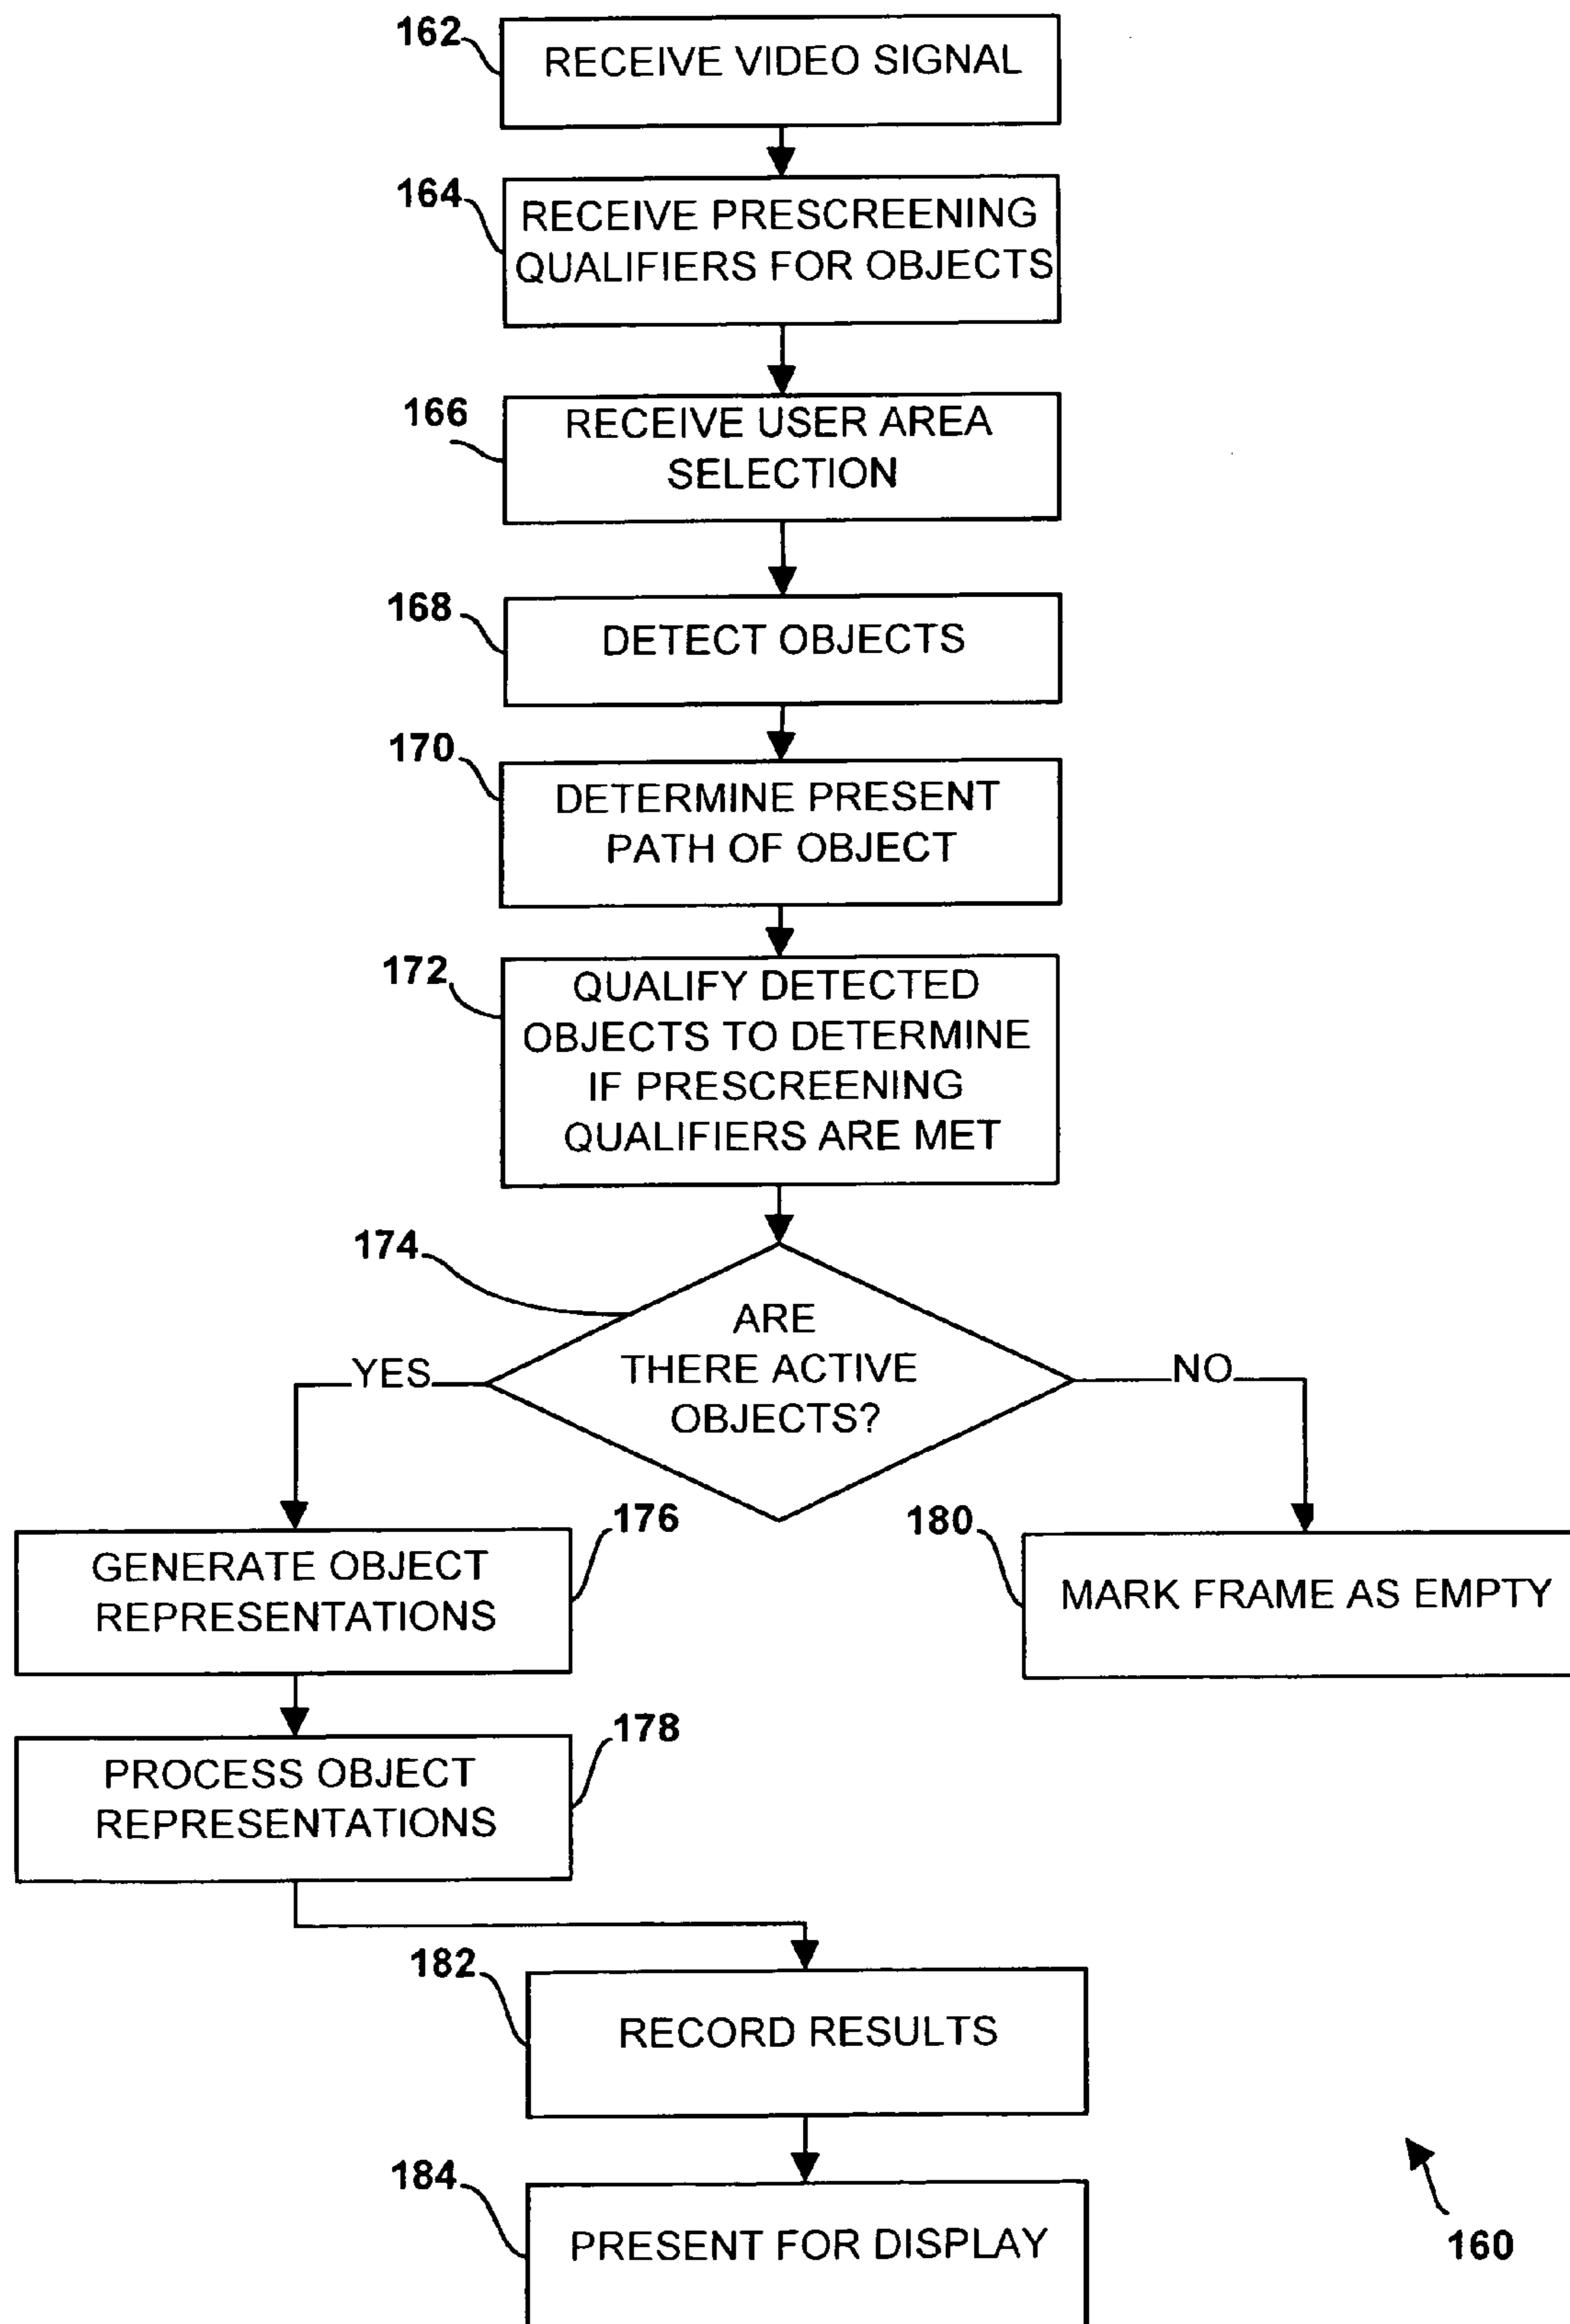 162
RECEIVE VIDEO SIGNAL
164
RECEIVE PRESCREENING
QUALIFIERS FOR OBJECTS
166
RECEIVE USER AREA
SELECTION
168
DETECT OBJECTS
170
DETERMINE PRESENT
PATH OF OBJECT
172
QUALIFY DETECTED
OBJECTS TO DETERMINE
IF PRESCREENING
QUALIFIERS ARE MET
174
ARE
THERE ACTIVE
OBJECTS?
YES
NO
176
GENERATE OBJECT
REPRESENTATIONS
180
MARK FRAME AS EMPTY
178
PROCESS OBJECT
REPRESENTATIONS
182
RECORD RESULTS
184
PRESENT FOR DISPLAY
160